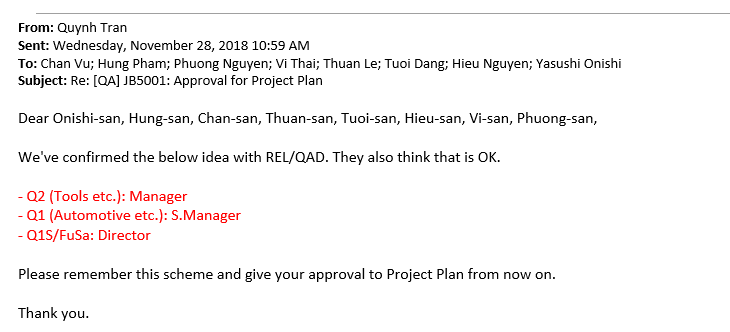 From: Quynh Tran
Sent: Wednesday, November 28, 2018 10:59 AM
To: Chan Vu; Hung Pham; Phuong Nguyen; Vi Thai; Thuan Le; Tuoi Dang; Hieu Nguyen; Yasushi Onishi
Subject: Re: [QA] JB5001: Approval for Project Plan
Dear Onishi-san, Hung-san, Chan-san, Thuan-san, Tuoi-san, Hieu-san, Vi-san, Phuong-san,
We've confirmed the below idea with REL/QAD. They also think that is OK.
- Q2 (Tools etc.): Manager
- Q1 (Automotive etc.): S.Manager
- Q1S/FuSa: Director
Please remember this scheme and give your approval to Project Plan from now on.
Thank you.